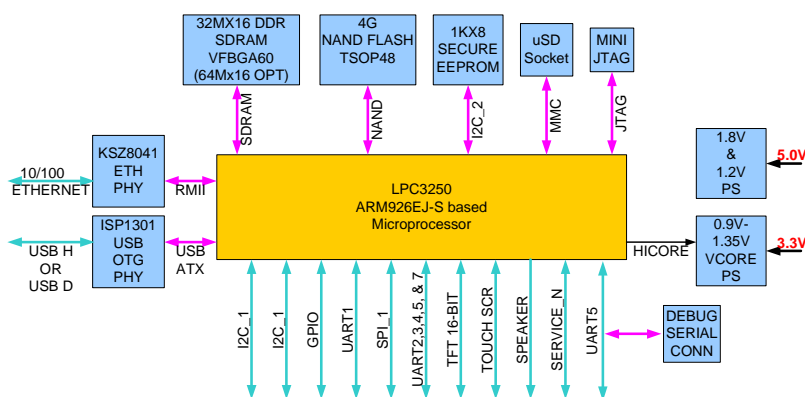 32MX16 DDR
SDRAM
VFBGA60
(64Mx16 OPT)
4G
NAND FLASH
TSOP48
1KX8
SECURE
EEPROM
uSD
Socket
MINI
JTAG
SDRAM
NAND
I2C_2
MMC
JTAG
KSZ8041
ETH
PHY
10/100
ETHERNET
RMII
LPC3250
ARM926EJ-S based
Microprocessor
1.8V
&
1.2V
PS
5.0V
ISP1301
USB
OTG
PHY
USB H
OR
USB D
USB
ATX
HICORE
0.9V-
1.35V
VCORE
PS
3.3V
I2C_1
I2C_1
GPIO
UART1
SPI_1
UART2,3,4,5, & 7
TFT 16-BIT
TOUCH SCR
SPEAKER
SERVICE_N
UART5
DEBUG
SERIAL
CONN